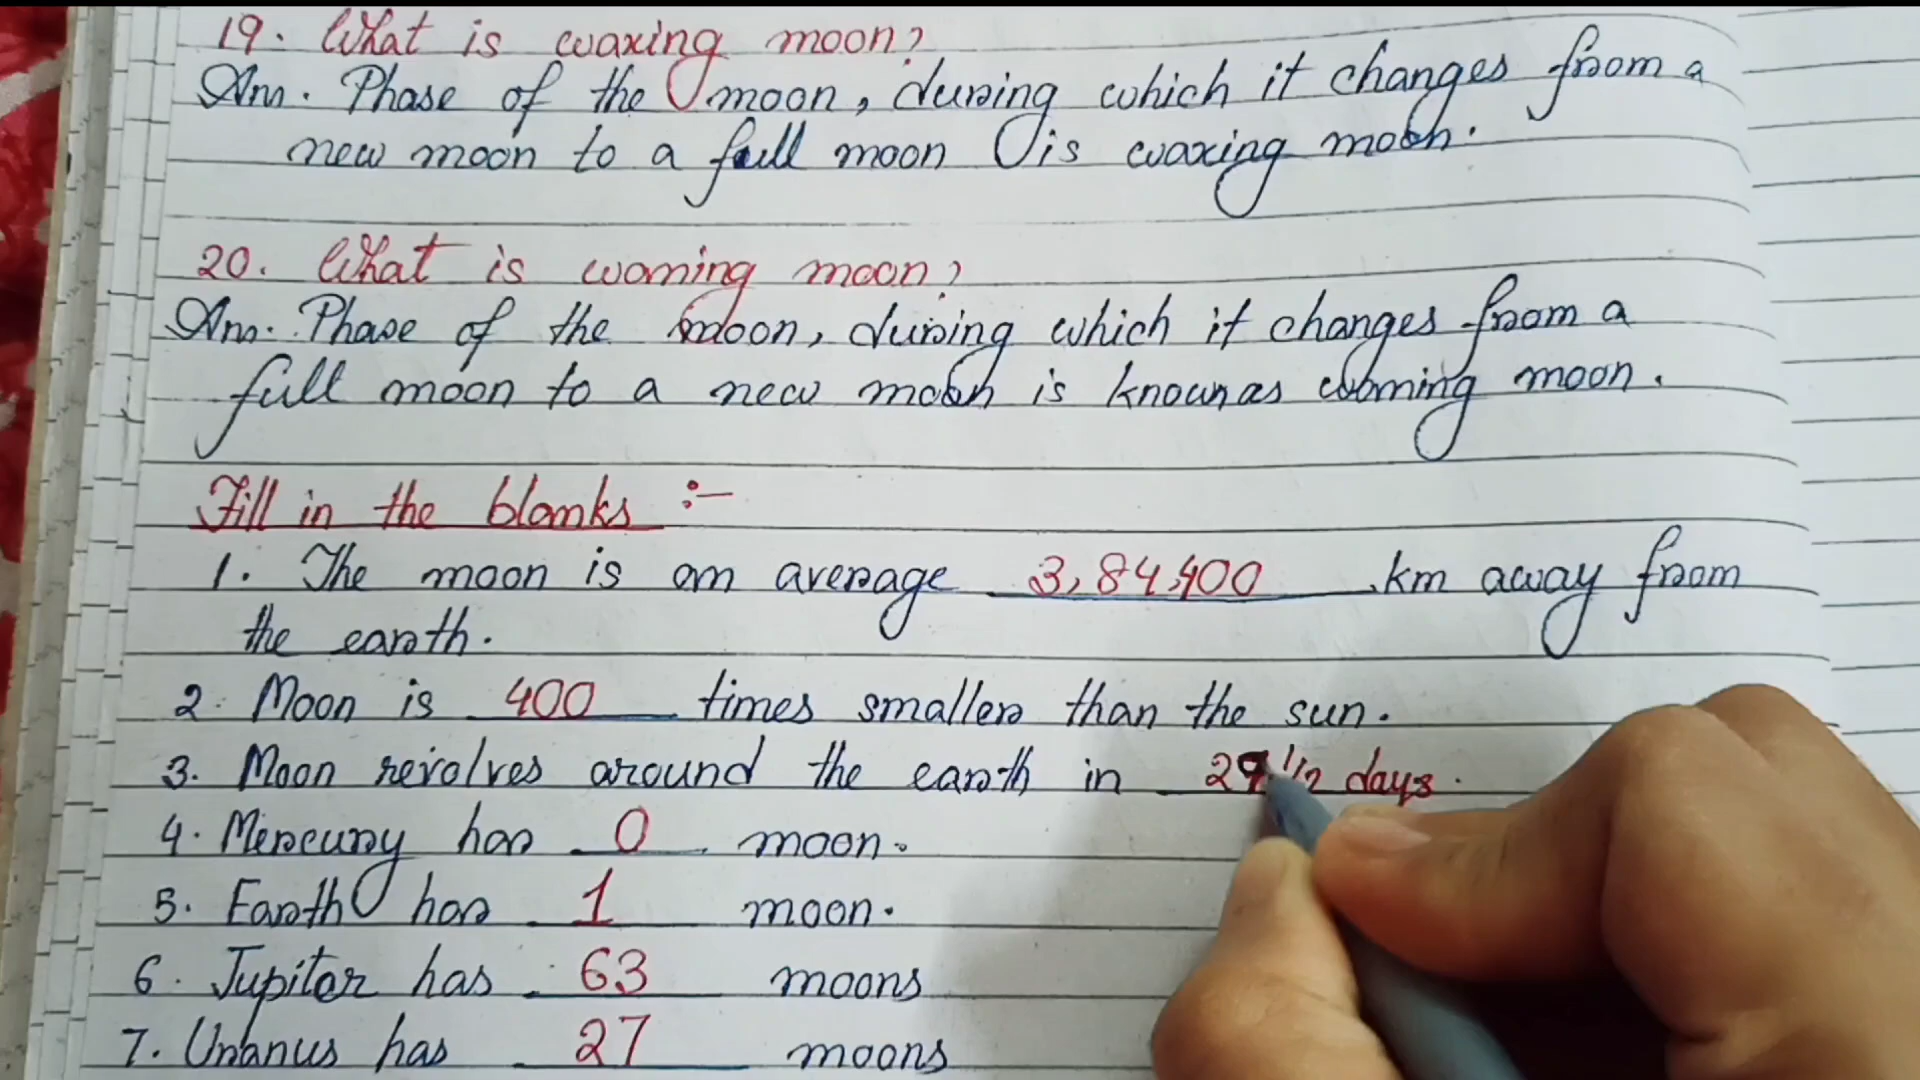 19. What is waxing moon?
Ans. Phase of the moon, during which it changes from a
new moon to a full moon is waxing moon.
20. What is waning moon?
Ans. Phase of the moon, during which it changes from a
full moon to a new moon is known as waning moon.
Fill in the blanks :-
1. The moon is an average 3,84,400 km away from
the earth.
2. Moon is 400 times smaller than the sun.
3. Moon revolves around the earth in 29 1/2 days.
4. Mercury has 0 moon.
5. Earth has 1 moon.
6. Jupiter has 63 moons
7. Uranus has 27 moons